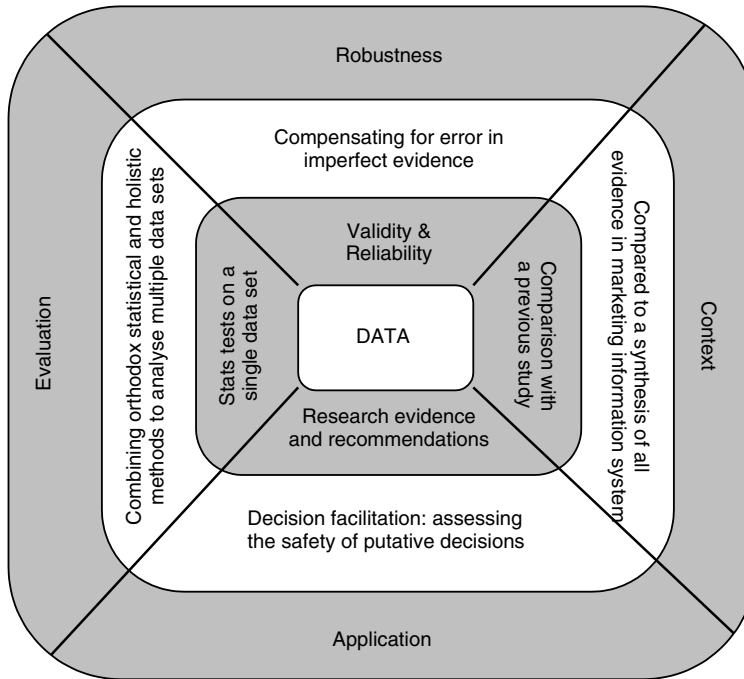 Robustness
Compensating for error in
imperfect evidence
Validity &
Reliability
Evaluation
Combining orthodox statistical and holistic
methods to analyse multiple data sets
Stats tests on a
single data set
DATA
Comparison with
a previous study
Compared to a synthesis of all
evidence in marketing information system
Context
Research evidence
and recommendations
Decision facilitation: assessing
the safety of putative decisions
Application